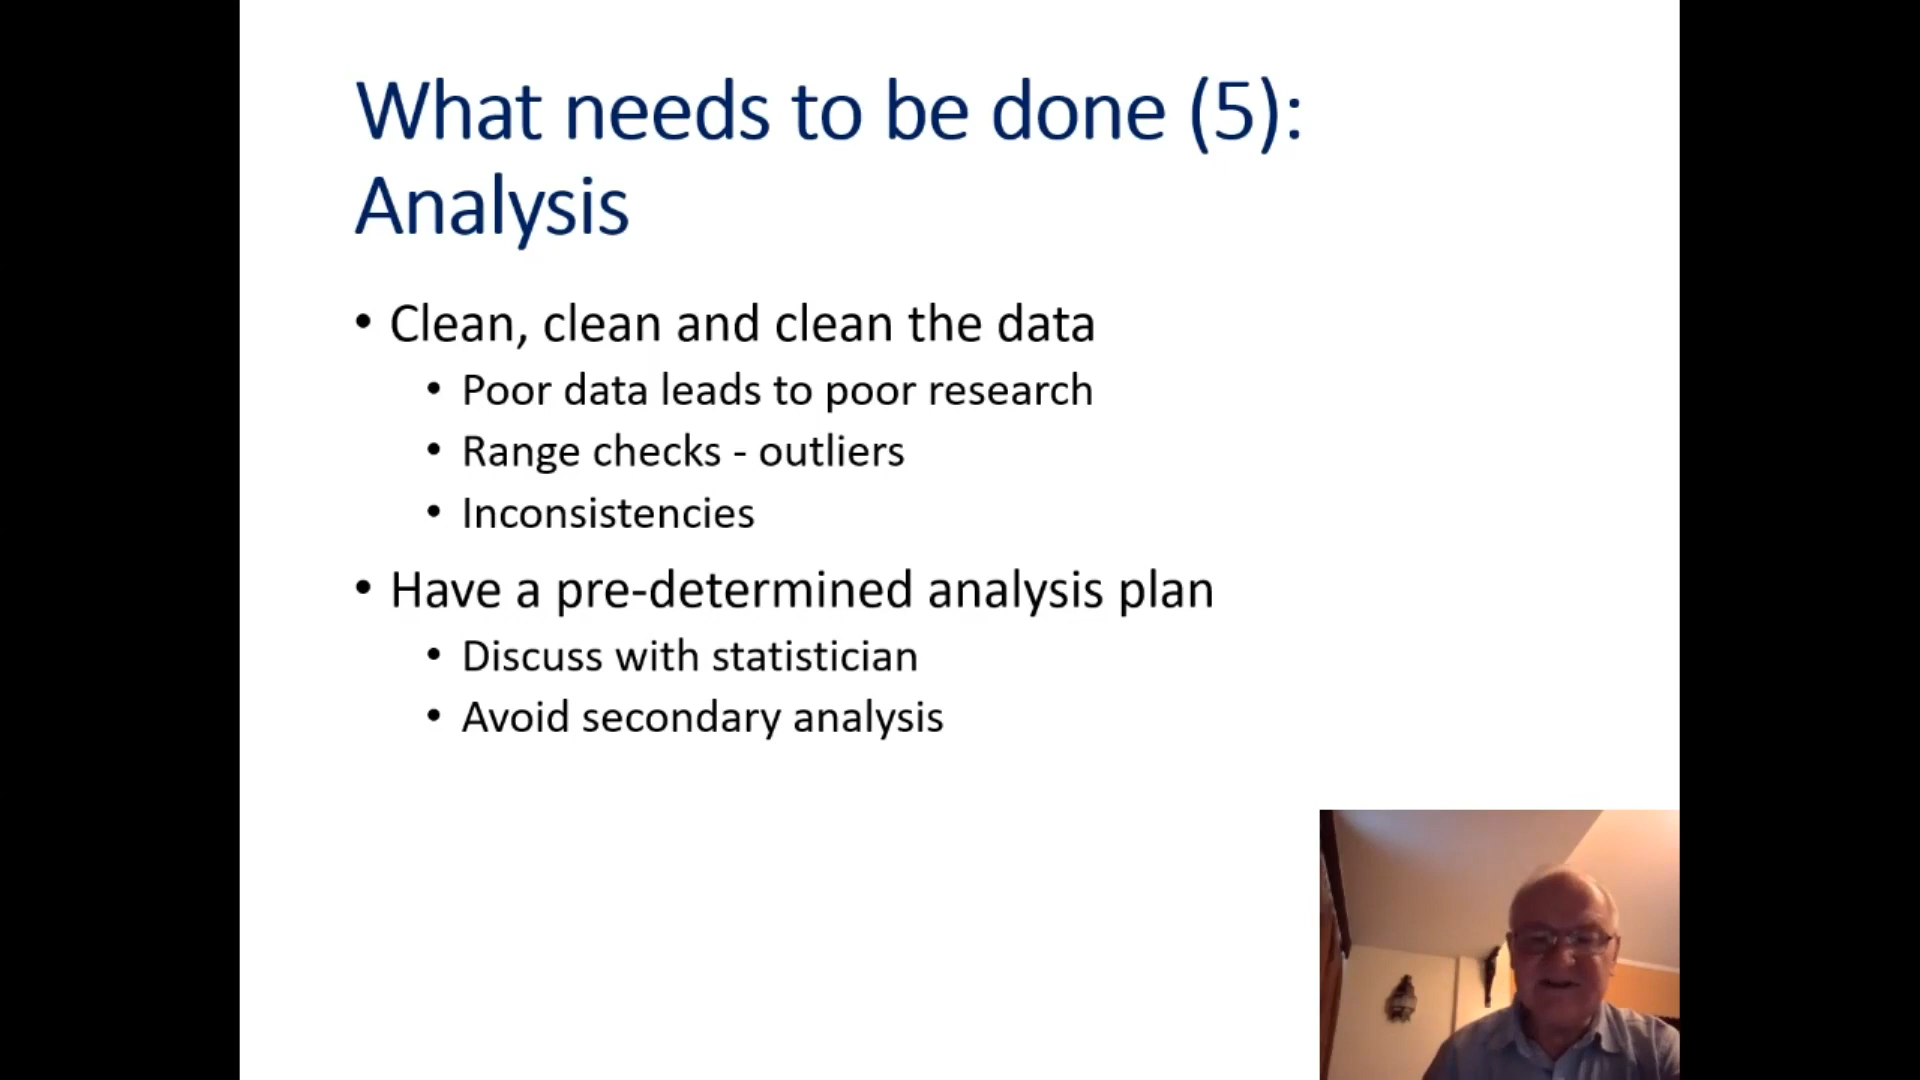 What needs to be done (5):
Analysis
• Clean, clean and clean the data
• Poor data leads to poor research
• Range checks - outliers
• Inconsistencies
• Have a pre-determined analysis plan
• Discuss with statistician
• Avoid secondary analysis